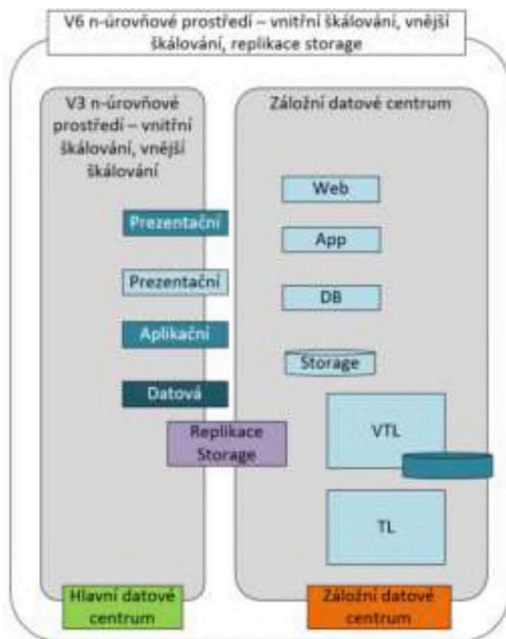 V6 n-úrovňové prostředí – vnitřní škálování, vnější
škálování, replikace storage
V3 n-úrovňové
prostředí – vnitřní
škálování, vnější
škálování
Prezentační
Prezentační
Aplikační
Datová
Replikace
Storage
Hlavní datové
centrum
Záložní datové centrum
Web
App
DB
Storage
VTL
TL
Záložní datové
centrum